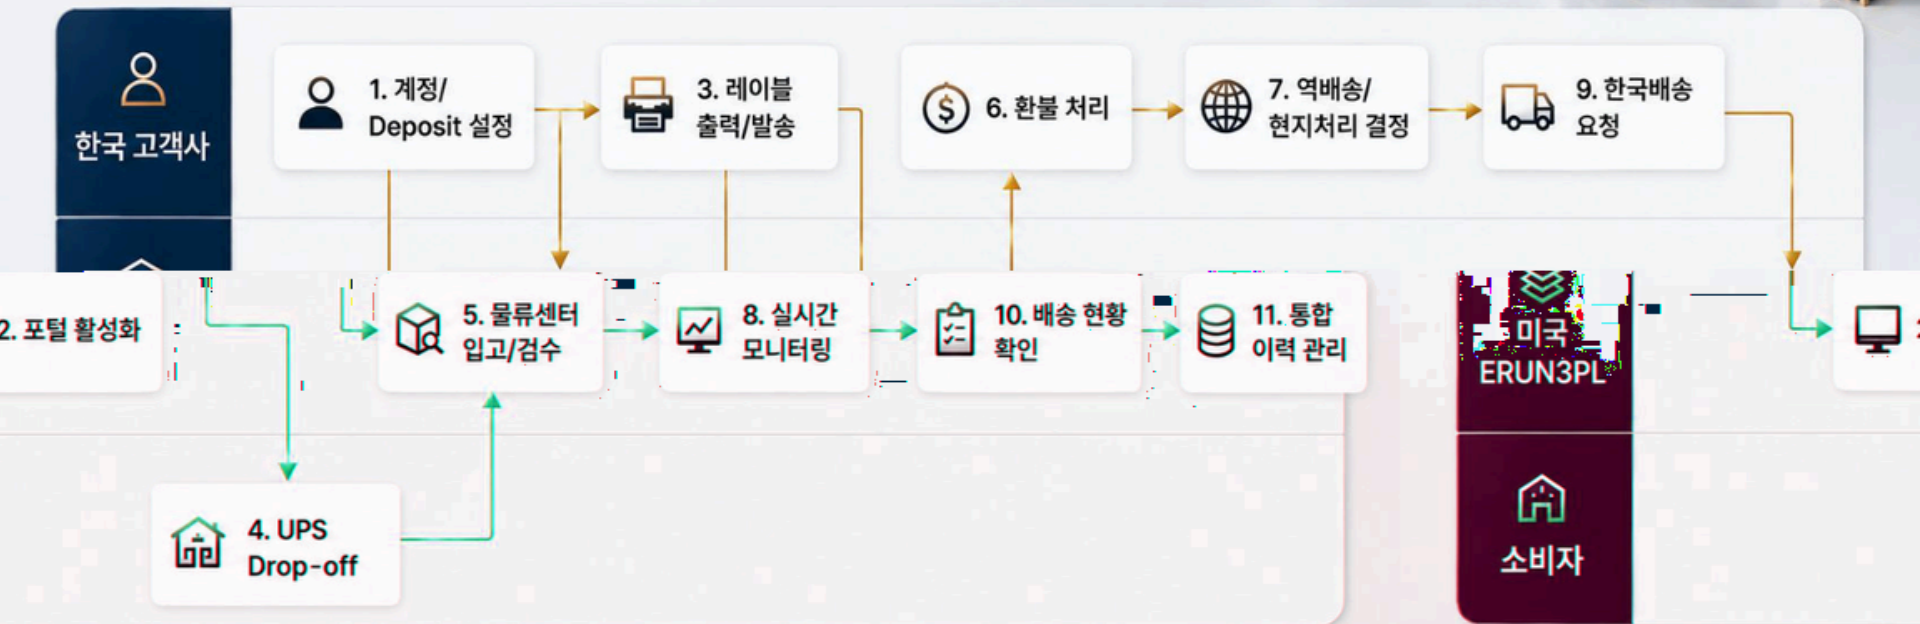 한국 고객사
1. 계정/
Deposit 설정
3. 레이블
출력/발송
6. 환불 처리
7. 역배송/
현지처리 결정
9. 한국배송
요청
2. 포털 활성화
5. 물류센터
입고/검수
8. 실시간
모니터링
10. 배송 현황
확인
11. 통합
이력 관리
미국
ERUN3PL
4. UPS
Drop-off
소비자